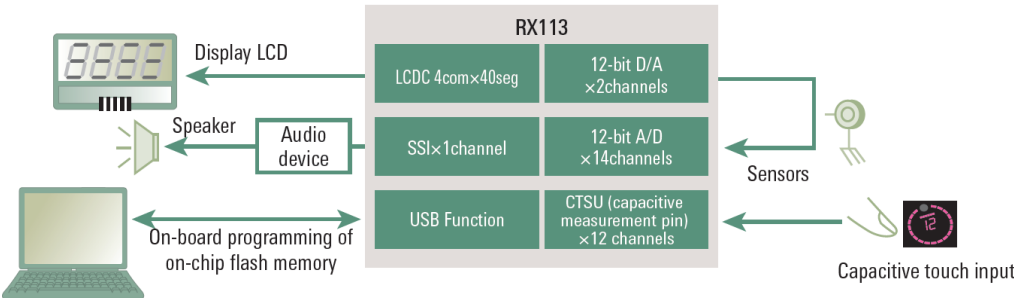 RX113
Display LCD
LCDC 4com×40seg
12-bit D/A
×2channels
Speaker
Audio
device
SSI×1channel
12-bit A/D
×14channels
Sensors
USB Function
CTSU (capacitive
measurement pin)
×12 channels
On-board programming of
on-chip flash memory
12
Capacitive touch input